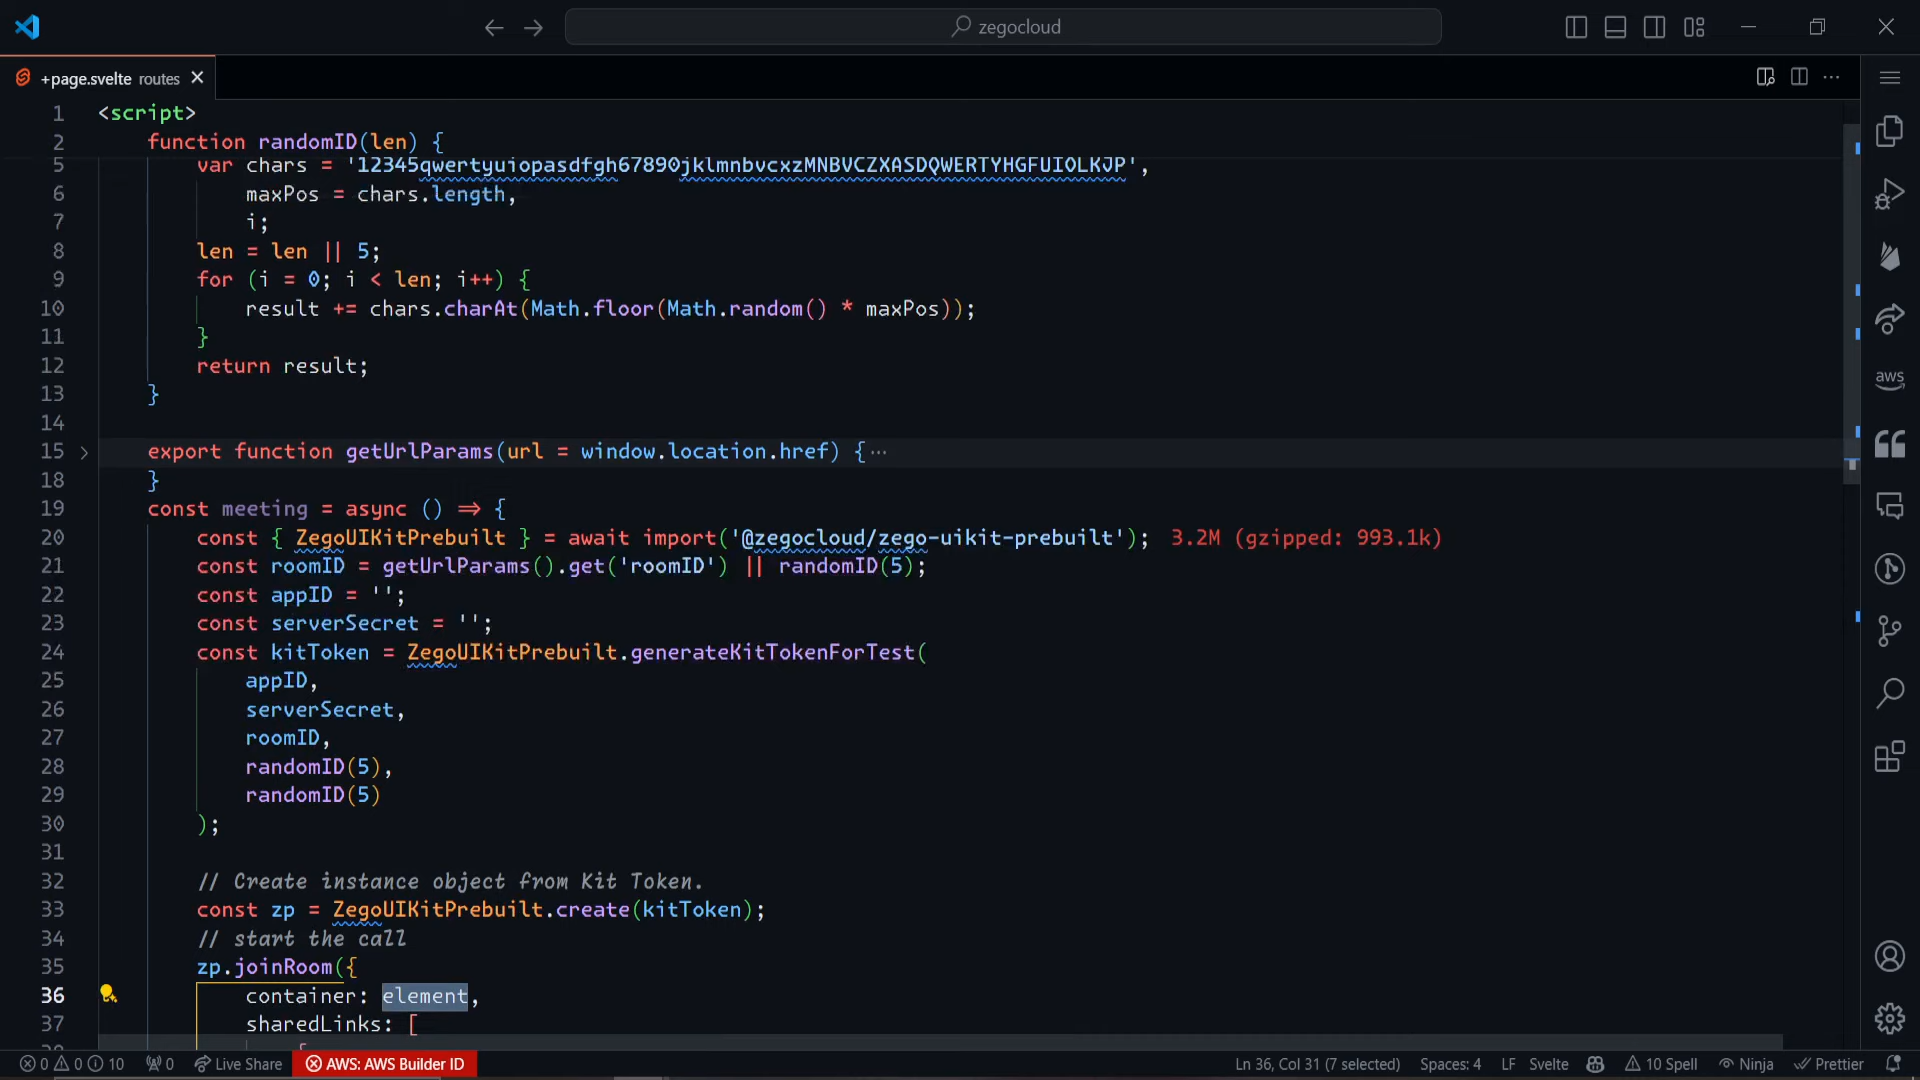 zegocloud
+page.svelte routes
1 <script>
2 function randomID(len) {
5 var chars = '12345qwertyuiopasdfgh67890jklmnbvcxzMNBVCZXASDQWERTYHGFUIOLKJP',
6 maxPos = chars.length,
7 i;
8 len = len || 5;
9 for (i = 0; i < len; i++) {
10 result += chars.charAt(Math.floor(Math.random() * maxPos));
11 }
12 return result;
13 }
14
15 export function getUrlParams(url = window.location.href) {···
18 }
19 const meeting = async () => {
20 const { ZegoUIKitPrebuilt } = await import('@zegocloud/zego-uikit-prebuilt'); 3.2M (gzipped: 993.1k)
21 const roomID = getUrlParams().get('roomID') || randomID(5);
22 const appID = '';
23 const serverSecret = '';
24 const kitToken = ZegoUIKitPrebuilt.generateKitTokenForTest(
25 appID,
26 serverSecret,
27 roomID,
28 randomID(5),
29 randomID(5)
30 );
31
32 // Create instance object from Kit Token.
33 const zp = ZegoUIKitPrebuilt.create(kitToken);
34 // start the call
35 zp.joinRoom({
36 container: element,
37 sharedLinks: [
aws
0 0 10 0 Live Share AWS: AWS Builder ID Ln 36, Col 31 (7 selected) Spaces: 4 LF Svelte 10 Spell Ninja Prettier